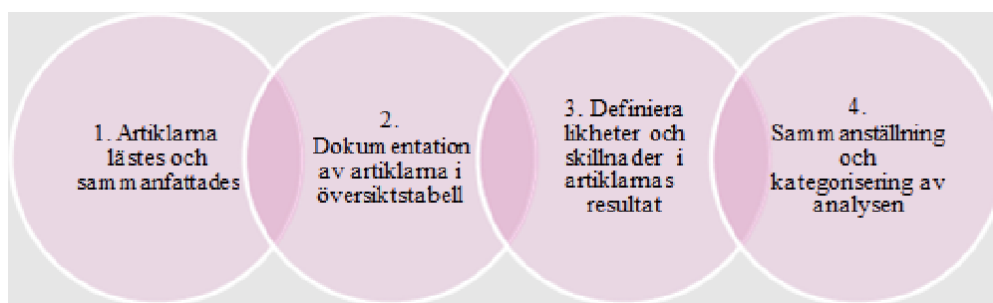 1. Artiklarna
lästes och
sammanfattades
2.
Dokumentation
av artiklarna i
översiktstabell
3. Definiera
likheter och
skillnader i
artiklarnas
resultat
4.
Sammanställning
och
kategorisering av
analysen